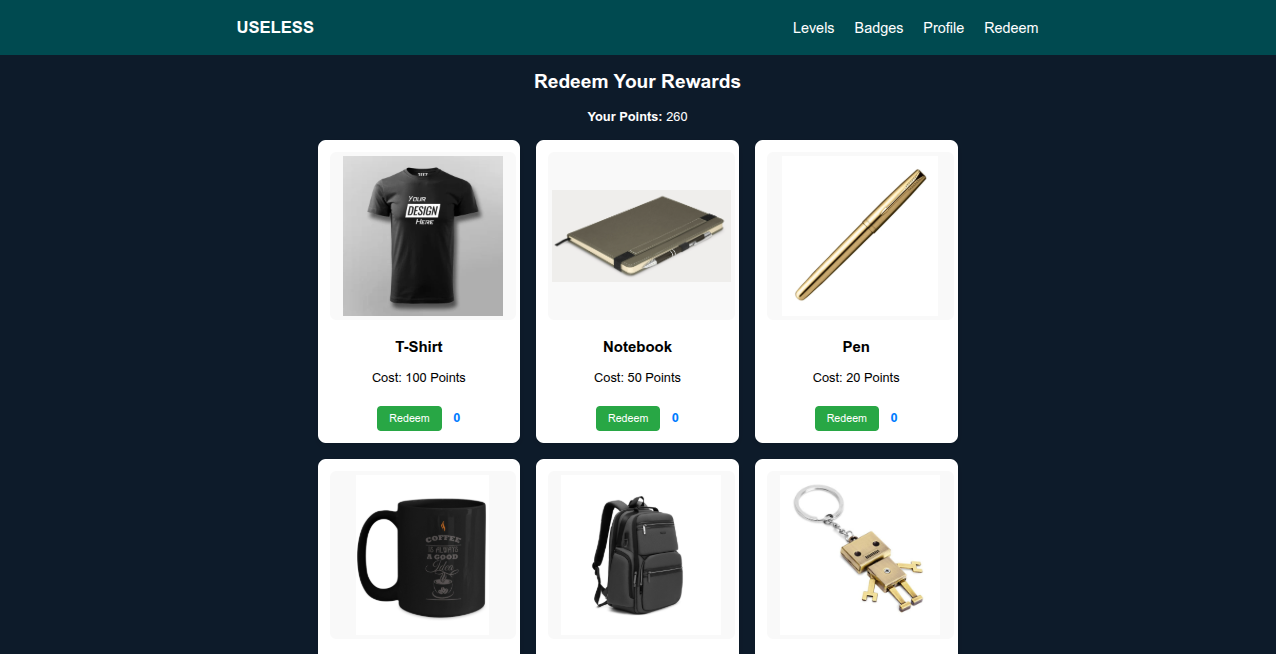 USELESS
Levels Badges Profile Redeem
Redeem Your Rewards
Your Points: 260
YOUR
DESIGN
HERE
T-Shirt
Cost: 100 Points
Redeem 0
Notebook
Cost: 50 Points
Redeem 0
Pen
Cost: 20 Points
Redeem 0
COFFEE
IS ALWAYS
A GOOD
Idea